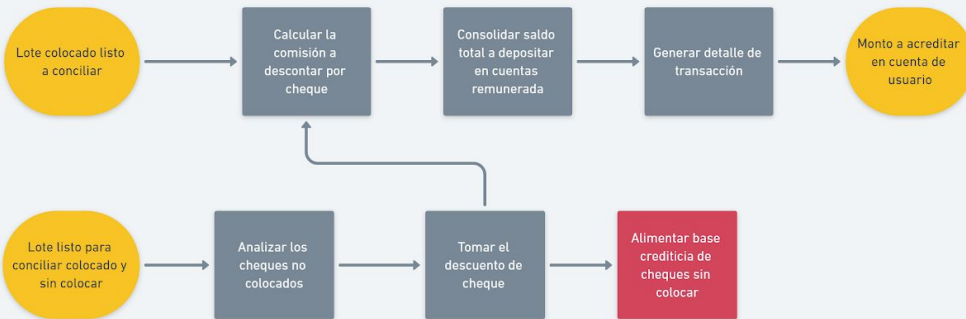 Lote colocado listo
a conciliar
Calcular la
comisión a
descontar por
cheque
Consolidar saldo
total a depositar
en cuentas
remunerada
Generar detalle de
transacción
Monto a acreditar
en cuenta de
usuario
Lote listo para
conciliar colocado y
sin colocar
Analizar los
cheques no
colocados
Tomar el
descuento de
cheque
Alimentar base
crediticia de
cheques sin
colocar